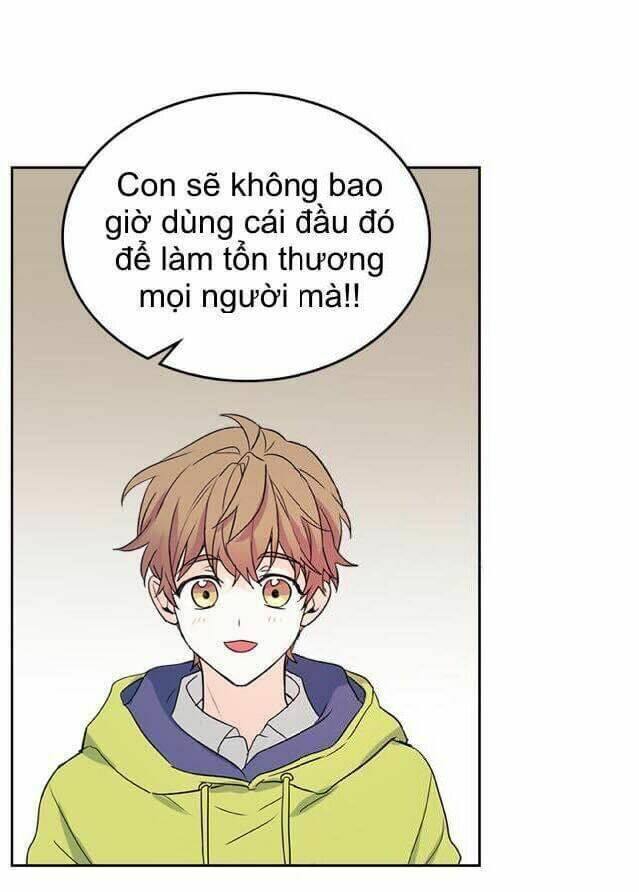 Con sẽ không bao
giờ dùng cái đầu đó
để làm tổn thương
mọi người mà!!